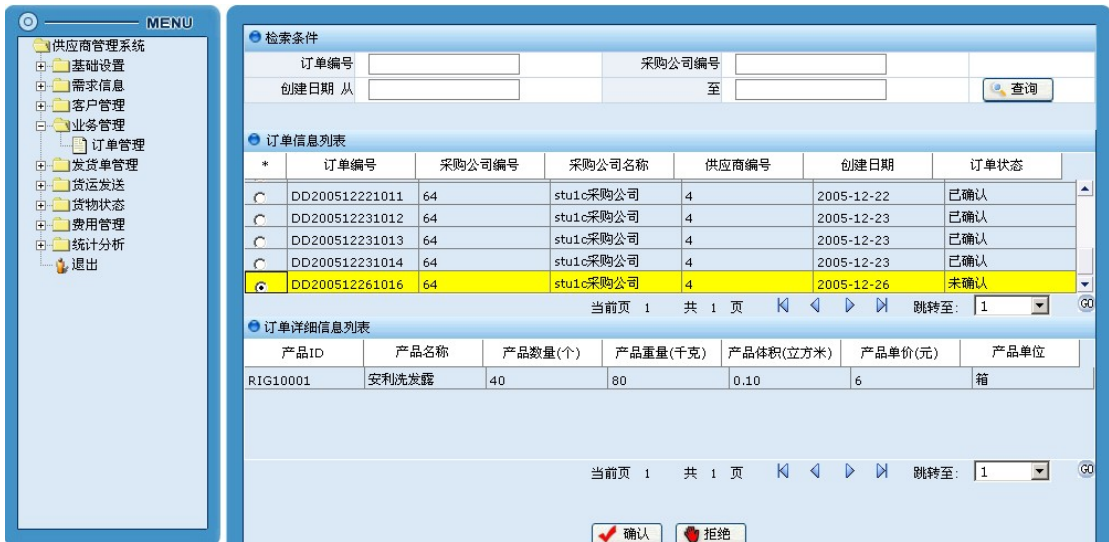 MENU
供应商管理系统
基础设置
需求信息
客户管理
业务管理
订单管理
发货单管理
货运发送
货物状态
费用管理
统计分析
退出
检索条件
订单编号 采购公司编号
创建日期 从 至 查询
订单信息列表
* 订单编号 采购公司编号 采购公司名称 供应商编号 创建日期 订单状态
DD200512221011 64 stu1c采购公司 4 2005-12-22 已确认
DD200512231012 64 stu1c采购公司 4 2005-12-23 已确认
DD200512231013 64 stu1c采购公司 4 2005-12-23 已确认
DD200512231014 64 stu1c采购公司 4 2005-12-23 已确认
DD200512261016 64 stu1c采购公司 4 2005-12-26 未确认
当前页 1 共 1 页 跳转至: 1 GO
订单详细信息列表
产品ID 产品名称 产品数量(个) 产品重量(千克) 产品体积(立方米) 产品单价(元) 产品单位
RIG10001 安利洗发露 40 80 0.10 6 箱
当前页 1 共 1 页 跳转至: 1 GO
确认 拒绝